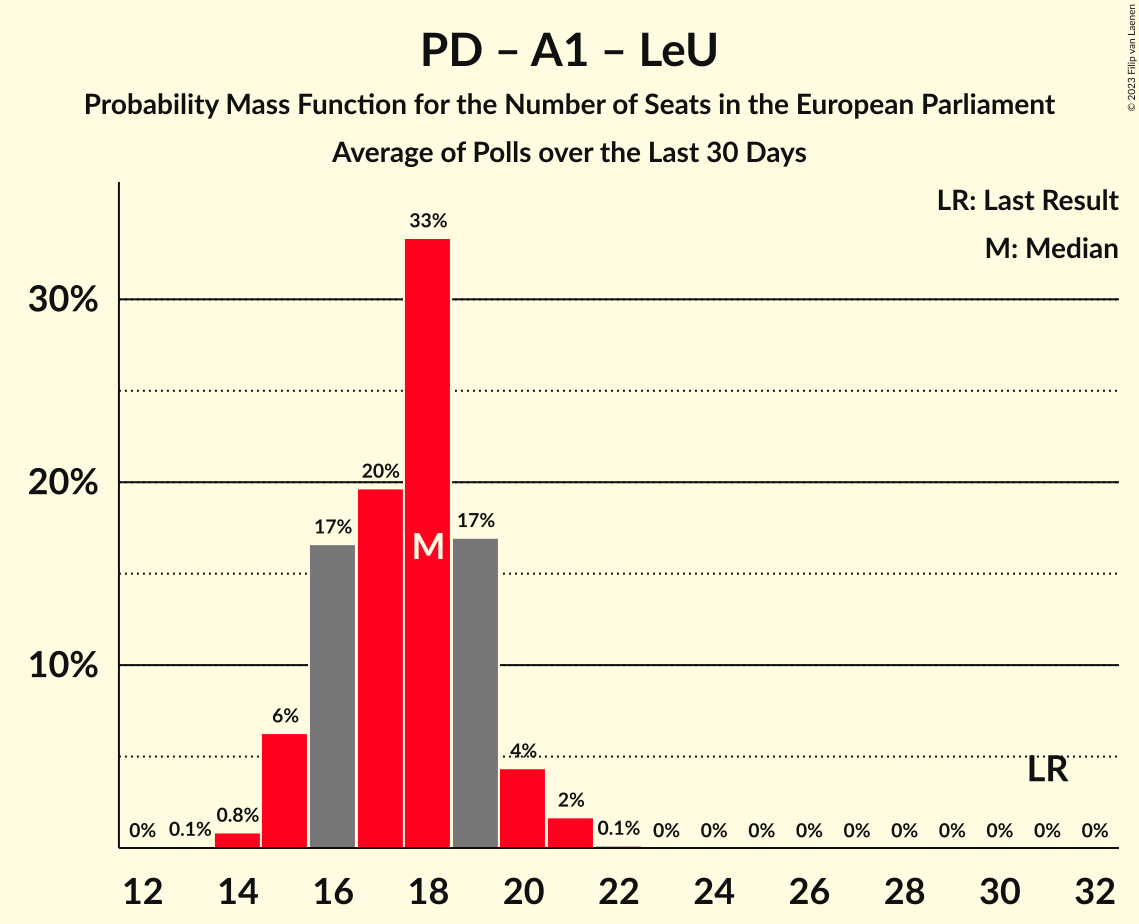 PD – A1 – LeU
Probability Mass Function for the Number of Seats in the European Parliament
Average of Polls over the Last 30 Days
© 2023 Filip van Laenen
LR: Last Result
M: Median
30%
20%
10%
0%
0.1%
0.8%
6%
17%
20%
33%
17%
4%
2%
0.1%
0%
0%
0%
0%
0%
0%
0%
0%
0%
0%
M
LR
12 14 16 18 20 22 24 26 28 30 32